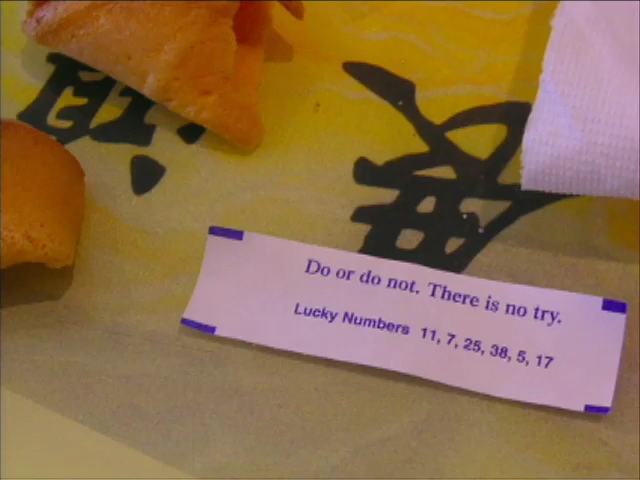 Do or do not. There is no try.
Lucky Numbers 11, 7, 25, 38, 5, 17